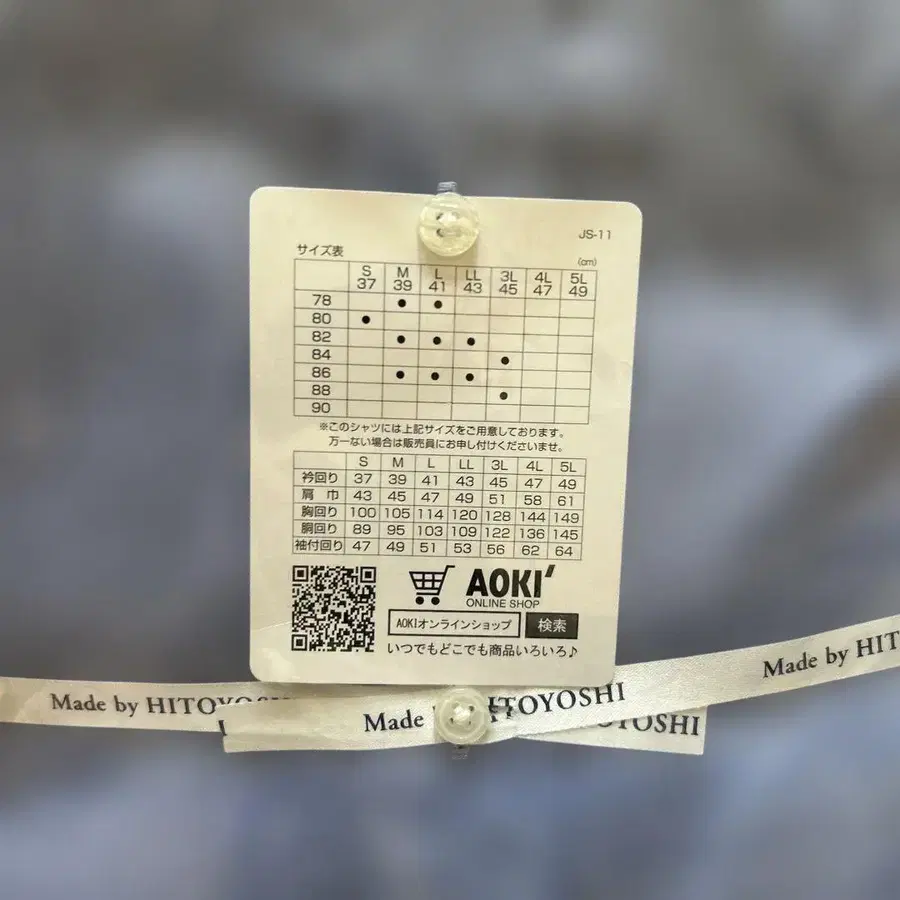 JS-11
サイズ表
(cm)
S M L LL 3L 4L 5L
37 39 41 43 45 47 49
78 ● ●
80 ●
82 ● ● ●
84 ●
86 ● ● ●
88 ●
90
※このシャツには上記サイズをご用意しております。
万一ない場合は販売員にお申し付けくださいませ。
S M L LL 3L 4L 5L
衿回り 37 39 41 43 45 47 49
肩 巾 43 45 47 49 51 58 61
胸回り 100 105 114 120 128 144 149
胴回り 89 95 103 109 122 136 145
袖付回り 47 49 51 53 56 62 64
AOKI'
ONLINE SHOP
AOKIオンラインショップ 検索
いつでもどこでも商品いろいろ♪
Made by HITOYOSHI
Made HITOYOSHI
Made by HIT
OYOSHI